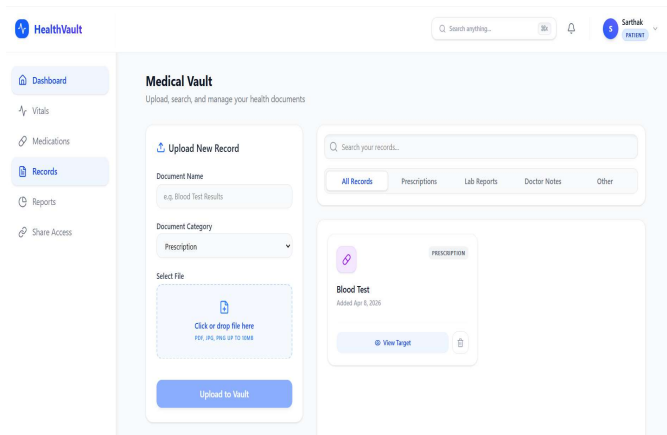 HealthVault
Search anything...
⌘K
S
Sarthak
PATIENT
Dashboard
Vitals
Medications
Records
Reports
Share Access
Medical Vault
Upload, search, and manage your health documents
Upload New Record
Document Name
e.g. Blood Test Results
Document Category
Prescription
Select File
Click or drop file here
PDF, JPG, PNG UP TO 10MB
Upload to Vault
Search your records...
All Records Prescriptions Lab Reports Doctor Notes Other
PRESCRIPTION
Blood Test
Added Apr 8, 2026
View Target